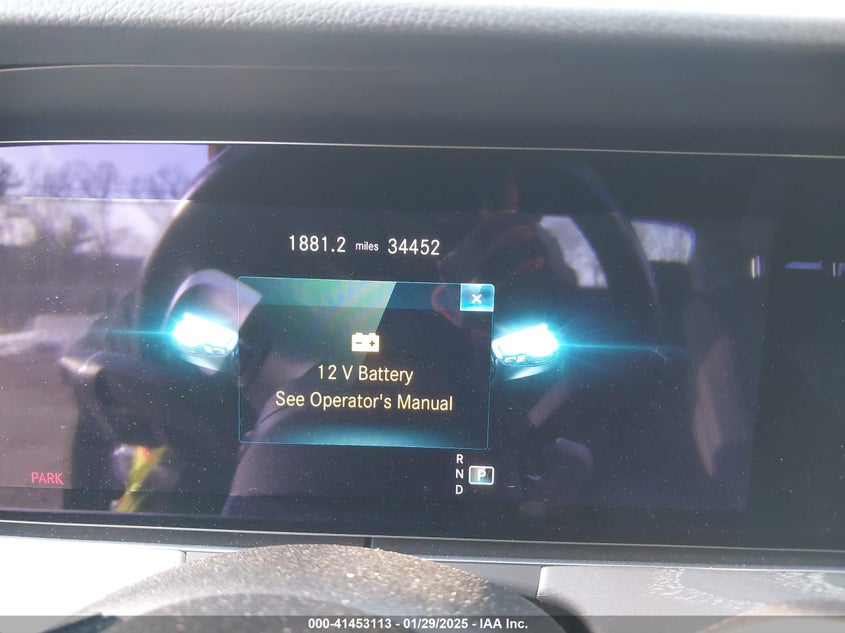 1881.2 miles 34452
×
12 V Battery
See Operator's Manual
PARK
R
N P
D
000-41453113 - 01/29/2025 - IAA Inc.